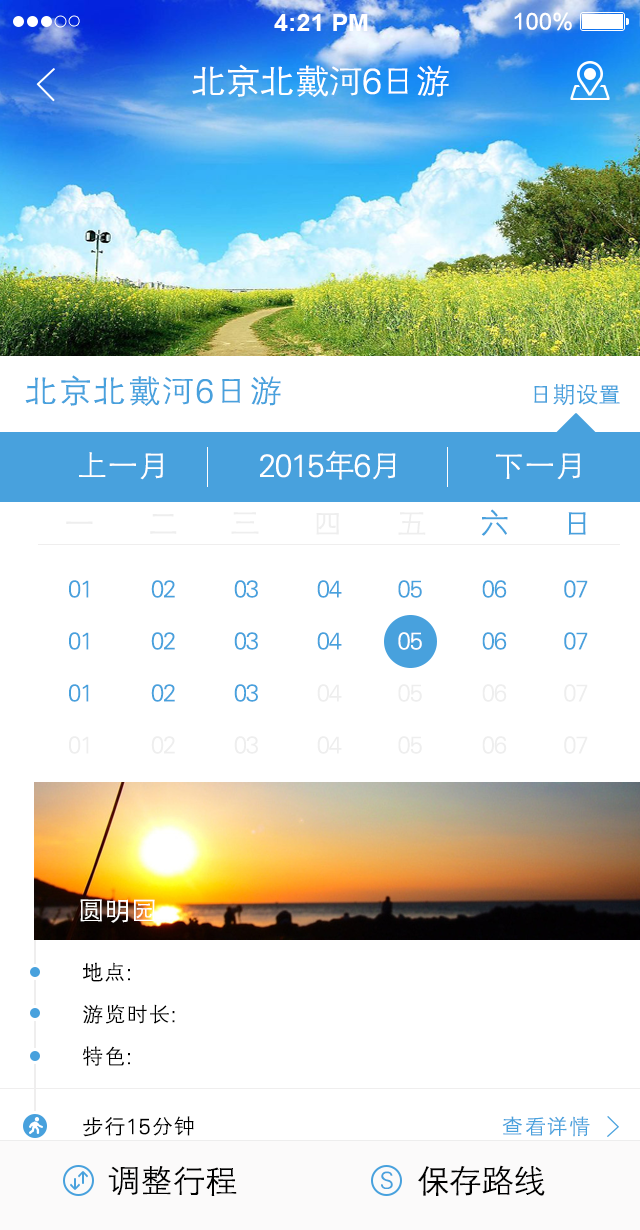 4:21 PM 100%
北京北戴河6日游
北京北戴河6日游 日期设置
上一月 2015年6月 下一月
一 二 三 四 五 六 日
01 02 03 04 05 06 07
01 02 03 04 05 06 07
01 02 03 04 05 06 07
01 02 03 04 05 06 07
圆明园
地点:
游览时长:
特色:
步行15分钟 查看详情
调整行程 S 保存路线